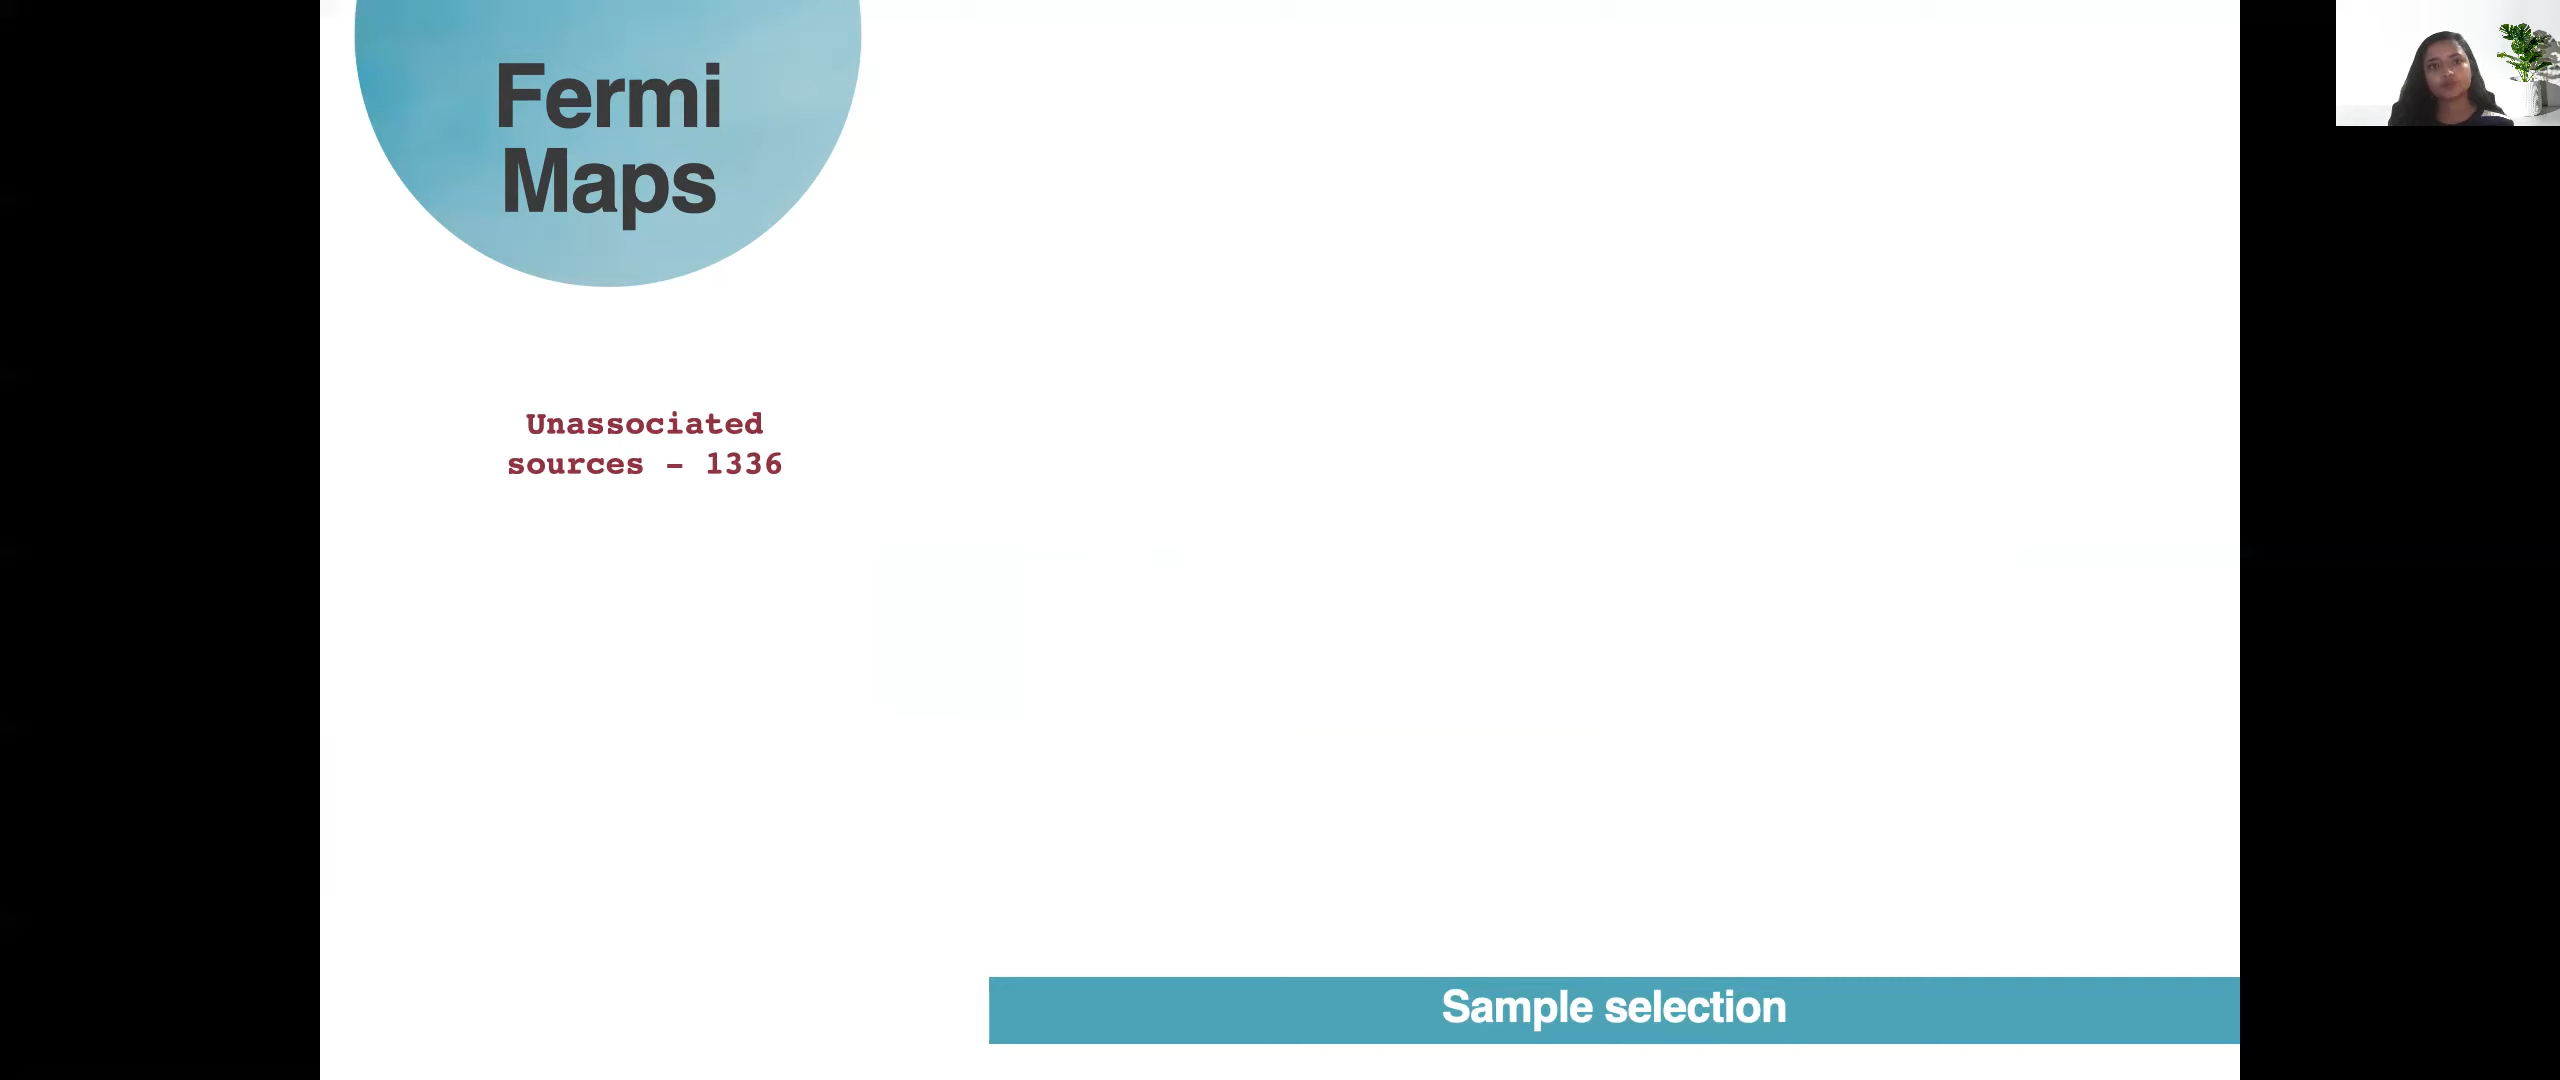 Fermi
Maps
Unassociated
sources - 1336
Sample selection